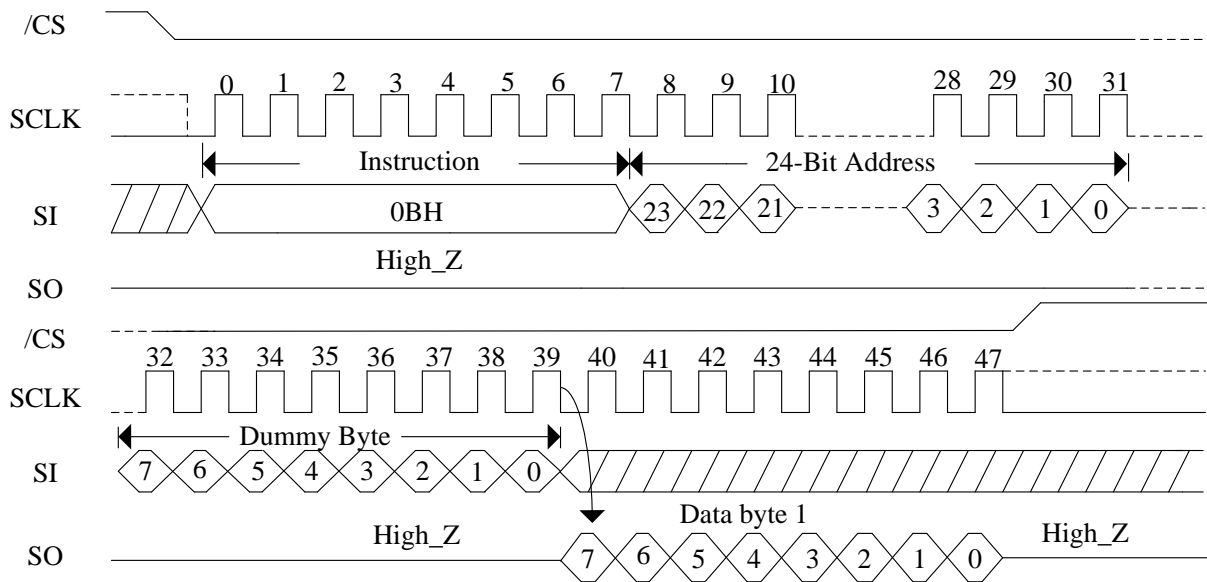 /CS
0 1 2 3 4 5 6 7 8 9 10 28 29 30 31
SCLK
Instruction 24-Bit Address
SI 0BH 23 22 21 3 2 1 0
High_Z
SO
/CS
32 33 34 35 36 37 38 39 40 41 42 43 44 45 46 47
SCLK
Dummy Byte
SI 7 6 5 4 3 2 1 0
Data byte 1
High_Z High_Z
SO 7 6 5 4 3 2 1 0